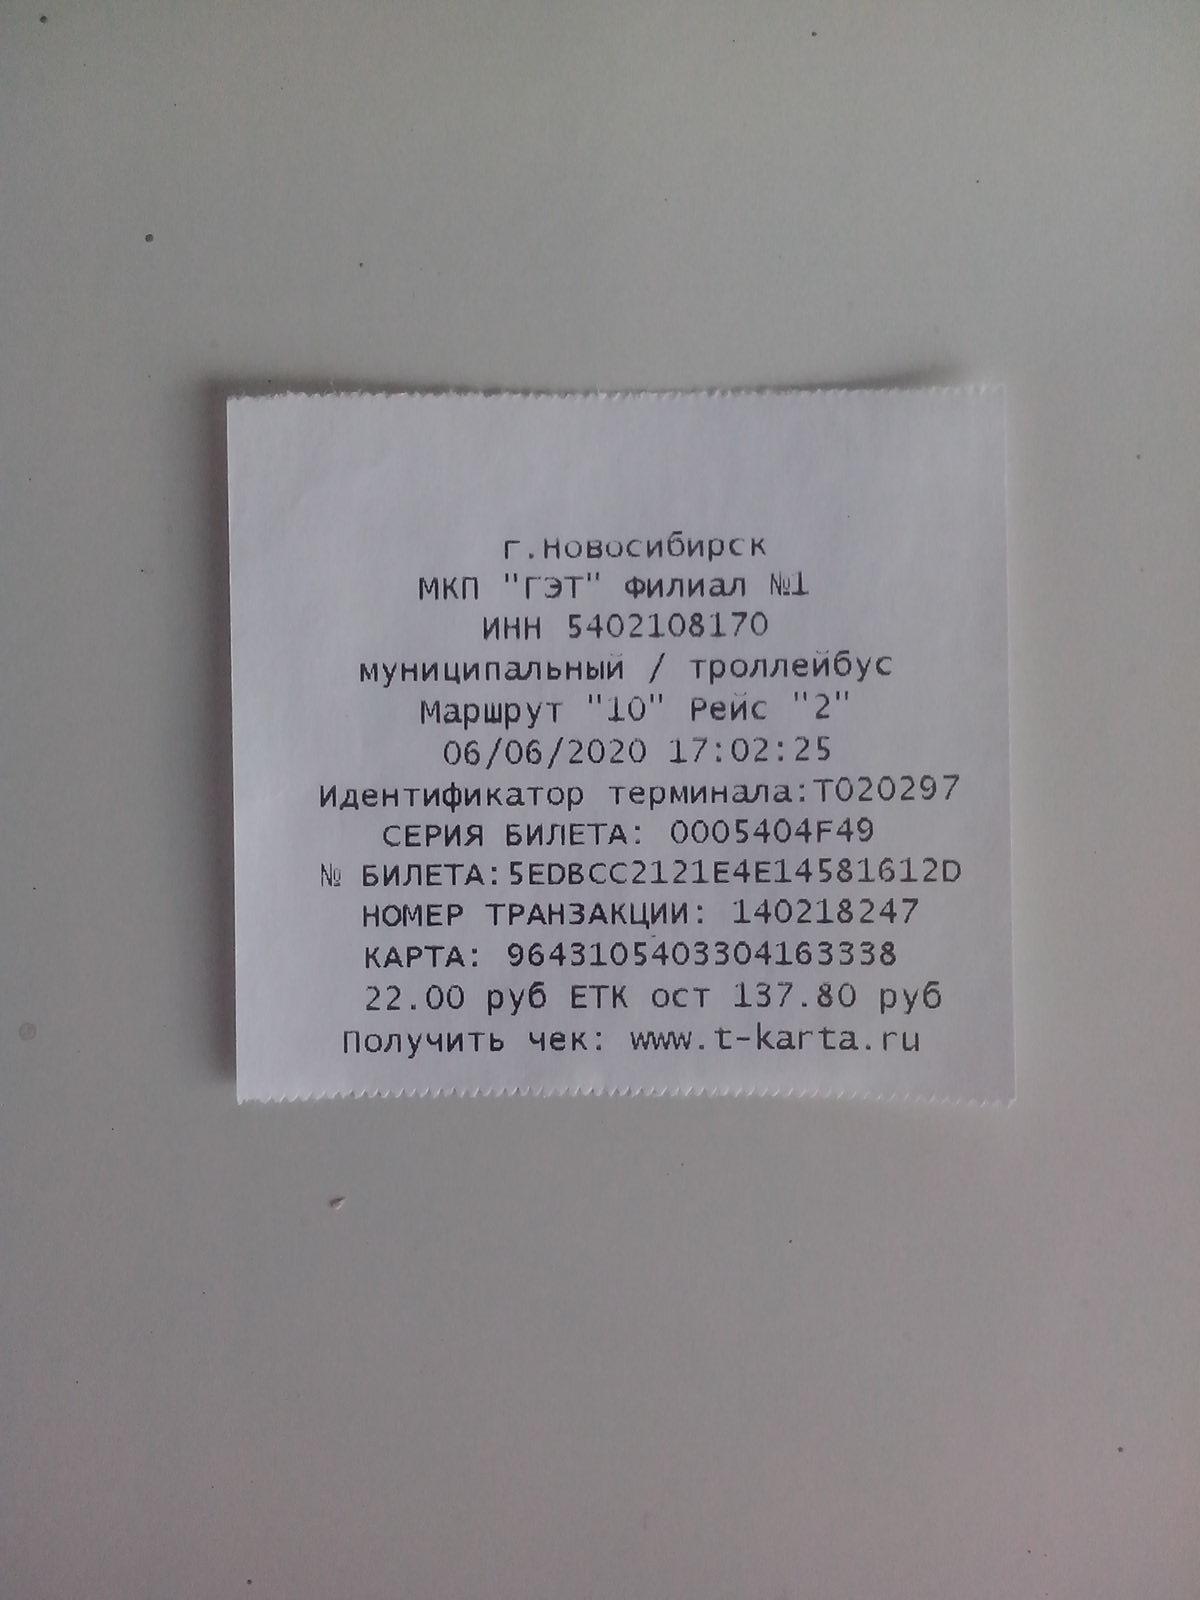 г.Новосибирск
МКП "ГЭТ" Филиал №1
ИНН 5402108170
муниципальный / троллейбус
Маршрут "10" Рейс "2"
06/06/2020 17:02:25
Идентификатор терминала:T020297
СЕРИЯ БИЛЕТА: 0005404F49
№ БИЛЕТА:5EDBCC2121E4E14581612D
НОМЕР ТРАНЗАКЦИИ: 140218247
КАРТА: 9643105403304163338
22.00 руб ЕТК ост 137.80 руб
Получить чек: www.t-karta.ru